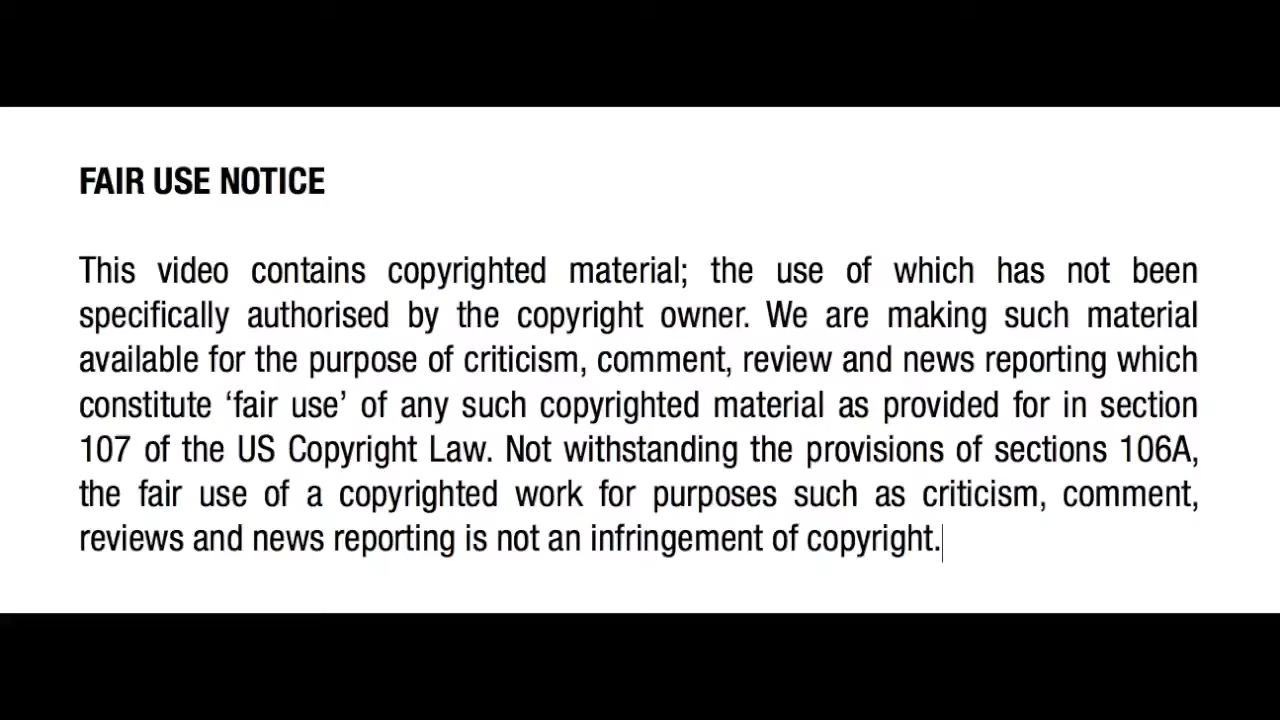 FAIR USE NOTICE
This video contains copyrighted material; the use of which has not been
specifically authorised by the copyright owner. We are making such material
available for the purpose of criticism, comment, review and news reporting which
constitute ‘fair use’ of any such copyrighted material as provided for in section
107 of the US Copyright Law. Not withstanding the provisions of sections 106A,
the fair use of a copyrighted work for purposes such as criticism, comment,
reviews and news reporting is not an infringement of copyright.